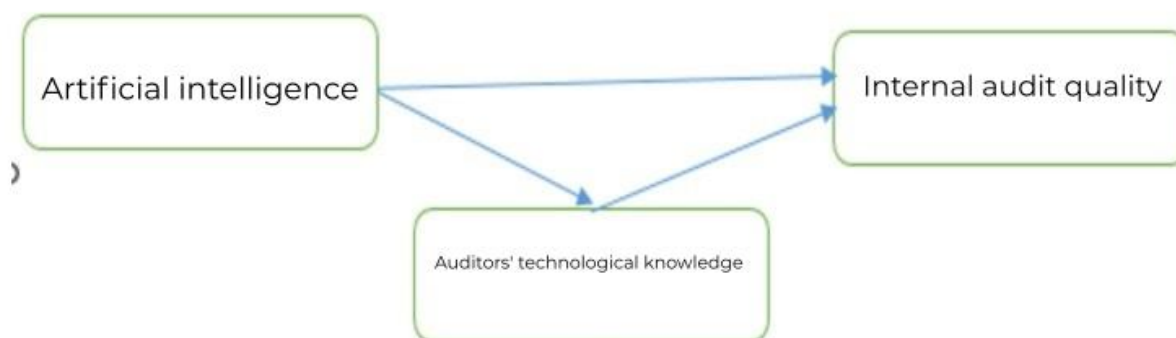 Artificial intelligence
Internal audit quality
Auditors' technological knowledge